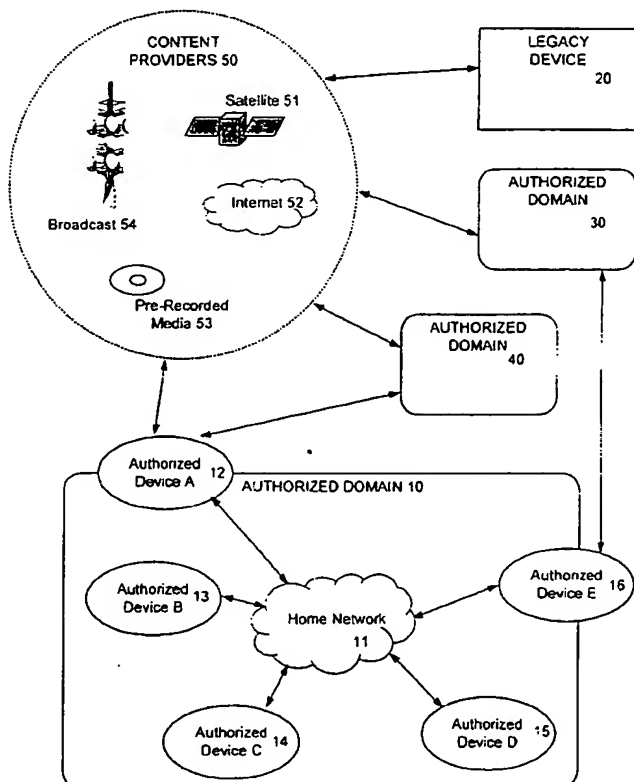 CONTENT
PROVIDERS 50
Satellite 51
Internet 52
Broadcast 54
Pre-Recorded
Media 53
LEGACY
DEVICE
20
AUTHORIZED
DOMAIN
30
AUTHORIZED
DOMAIN
40
Authorized
Device A
12
AUTHORIZED DOMAIN 10
Authorized
Device B
13
Home Network
11
Authorized
Device E
16
Authorized
Device C
14
Authorized
Device D
15